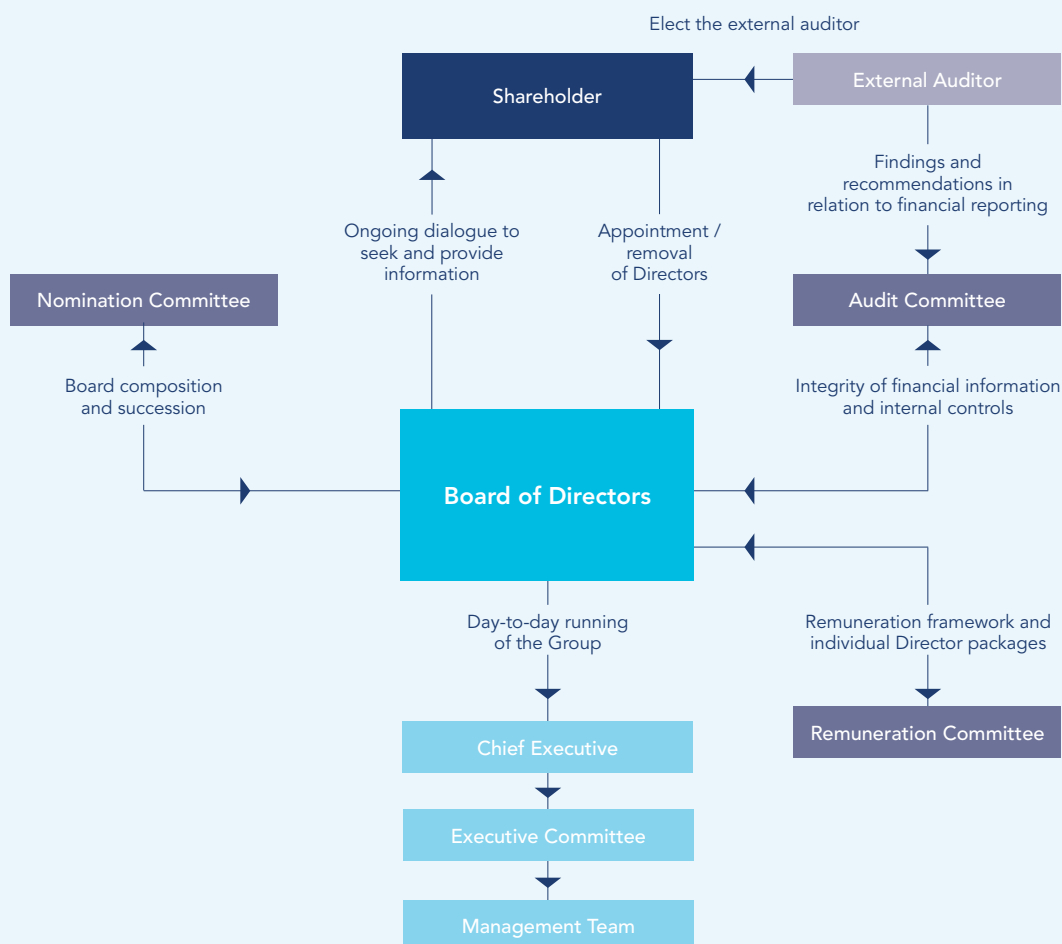 Elect the external auditor
Shareholder
External Auditor
Findings and
recommendations in
relation to financial reporting
Ongoing dialogue to
seek and provide
information
Appointment /
removal
of Directors
Nomination Committee
Audit Committee
Board composition
and succession
Integrity of financial information
and internal controls
Board of Directors
Day-to-day running
of the Group
Remuneration framework and
individual Director packages
Chief Executive
Remuneration Committee
Executive Committee
Management Team